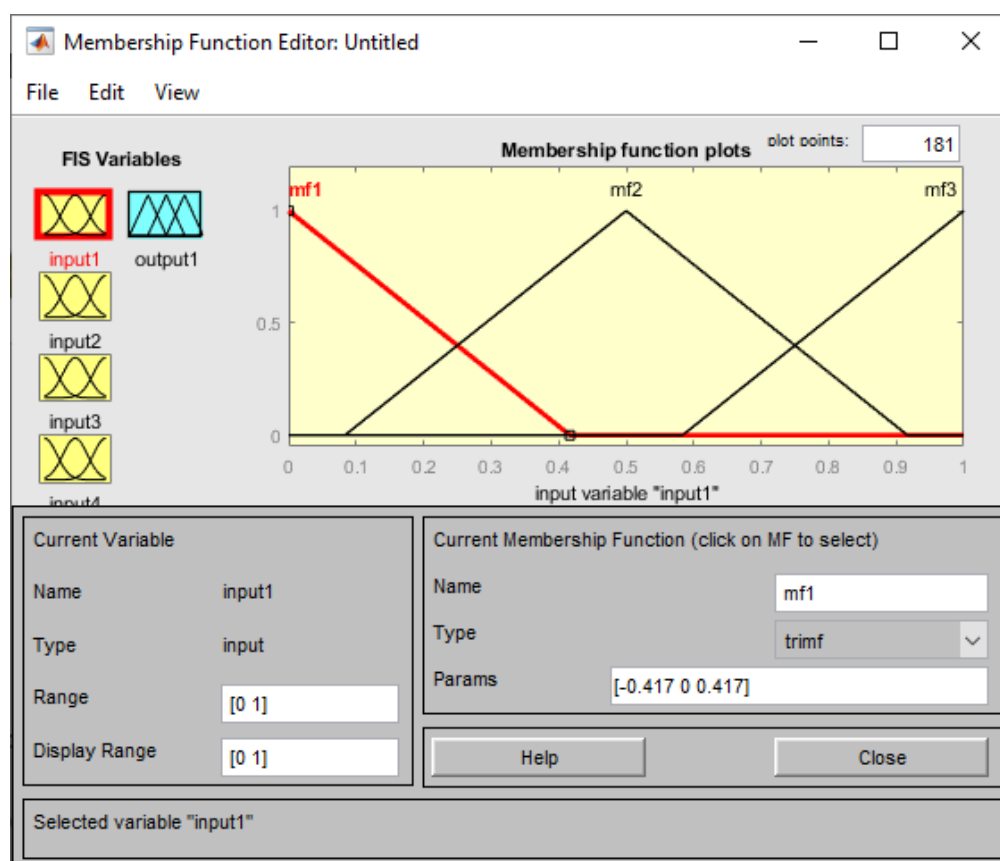 Membership Function Editor: Untitled
File Edit View
FIS Variables
Membership function plots
plot points:
181
input1
output1
input2
input3
input4
mf1
mf2
mf3
1
0.5
0
0 0.1 0.2 0.3 0.4 0.5 0.6 0.7 0.8 0.9 1
input variable "input1"
Current Variable
Name input1
Type input
Range [0 1]
Display Range [0 1]
Current Membership Function (click on MF to select)
Name mf1
Type trimf
Params [-0.417 0 0.417]
Help
Close
Selected variable "input1"